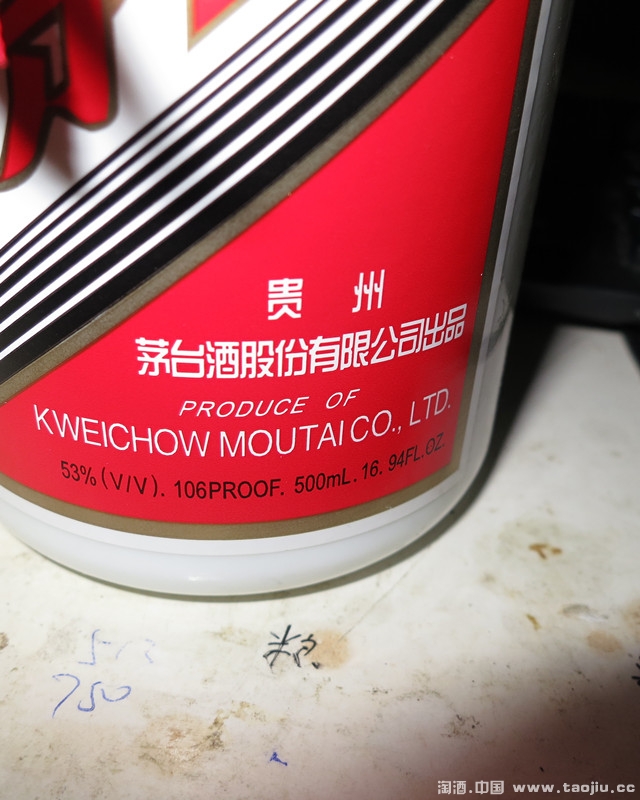 贵 州
茅台酒股份有限公司出品
PRODUCE OF
KWEICHOW MOUTAI CO., LTD.
53% (V/V). 106PROOF. 500mL. 16. 94FL.OZ.
粮
750
淘酒.中国 www.taojiu.cc